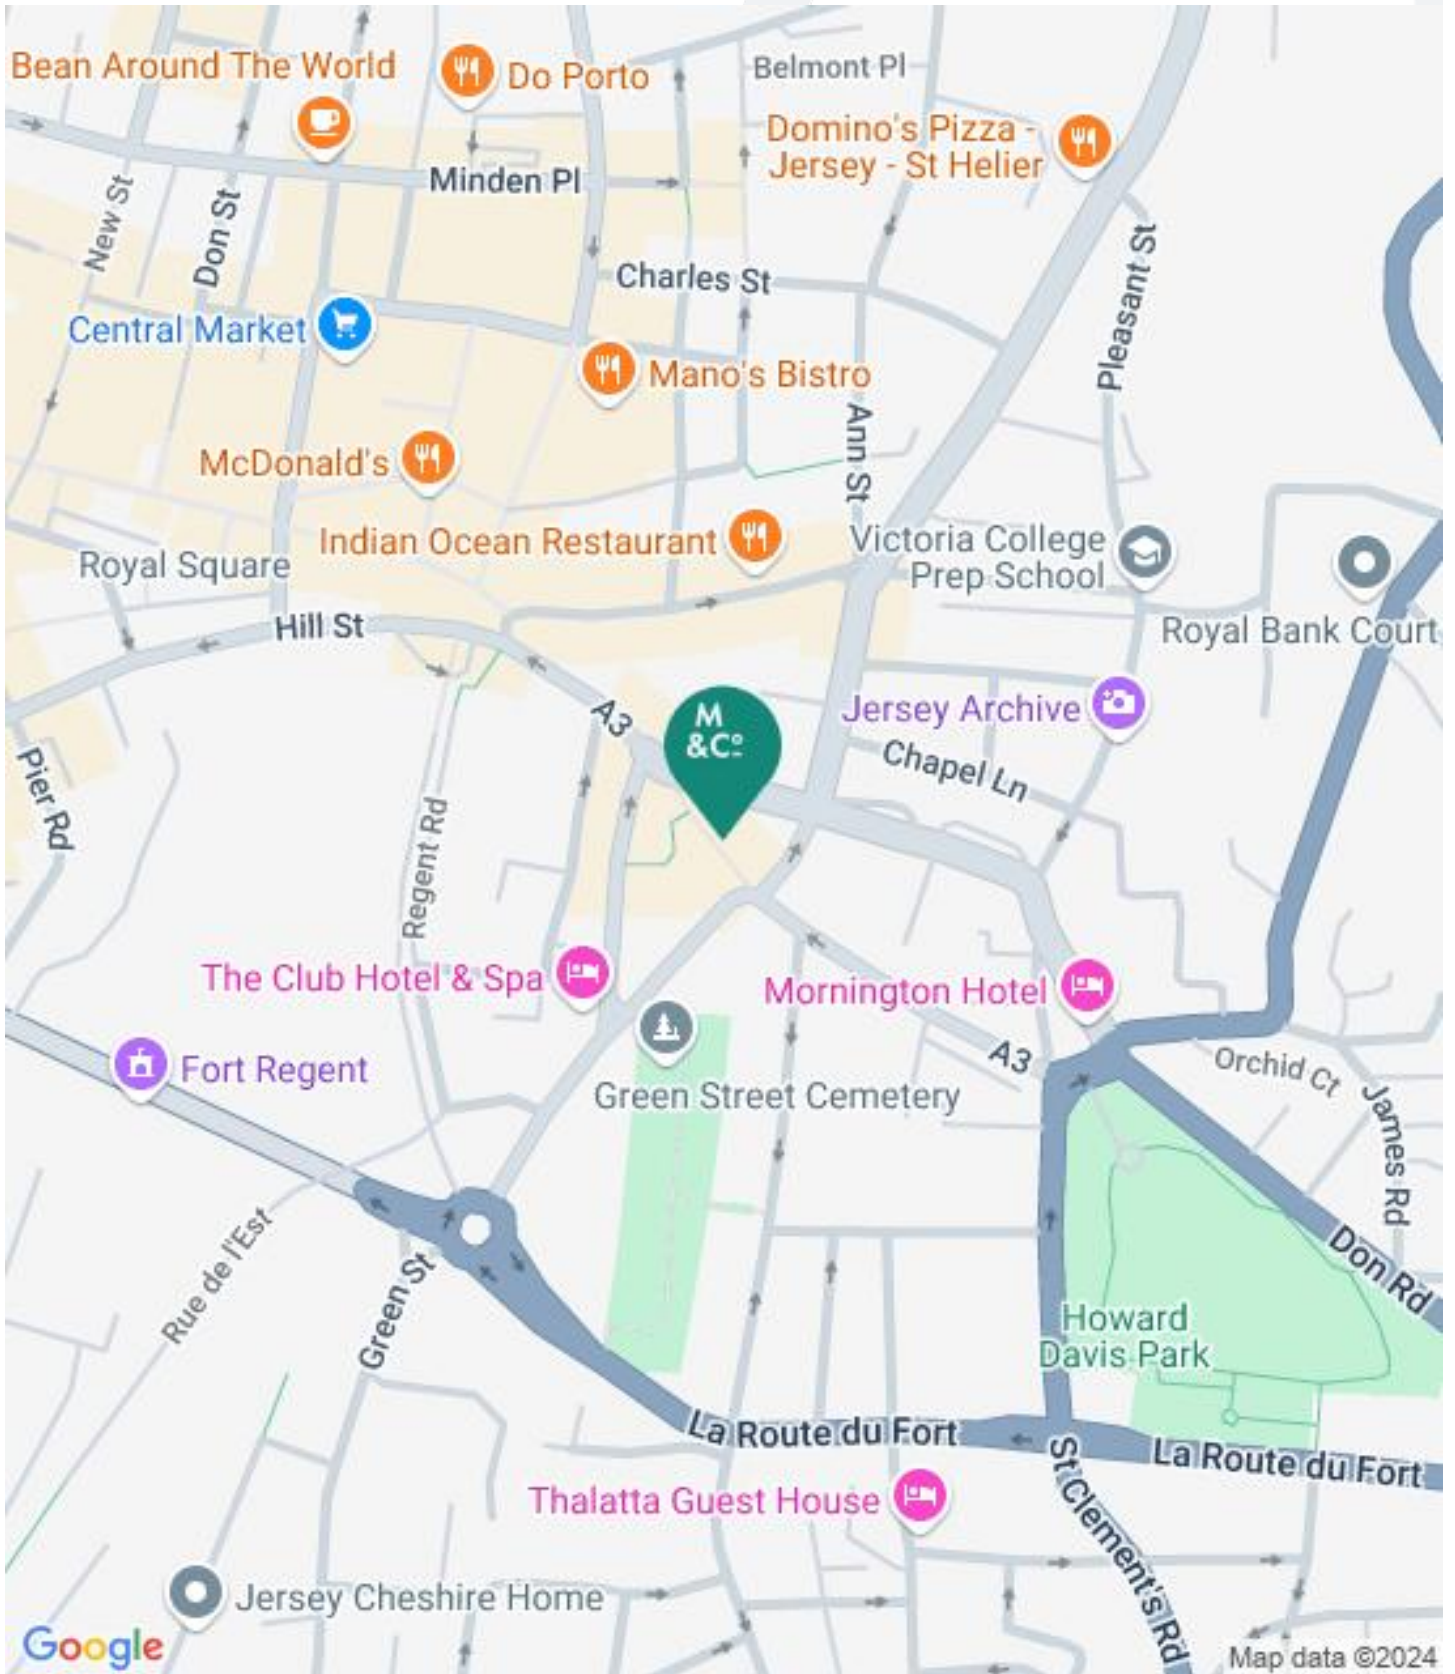 Bean Around The World
Do Porto
Belmont Pl
Domino's Pizza -
Jersey - St Helier
Minden Pl
New St
Don St
Charles St
Pleasant St
Central Market
Mano's Bistro
Ann St
McDonald's
Indian Ocean Restaurant
Victoria College
Prep School
Royal Square
Hill St
Royal Bank Court
A3
M
&Co
Jersey Archive
Chapel Ln
Pier Rd
Regent Rd
The Club Hotel & Spa
Mornington Hotel
Fort Regent
A3
Orchid Ct
Green Street Cemetery
James Rd
Rue de l'Est
Green St
Don Rd
Howard
Davis Park
La Route du Fort
La Route du Fort
St Clement's Rd
Thalatta Guest House
Jersey Cheshire Home
Google
Map data ©2024